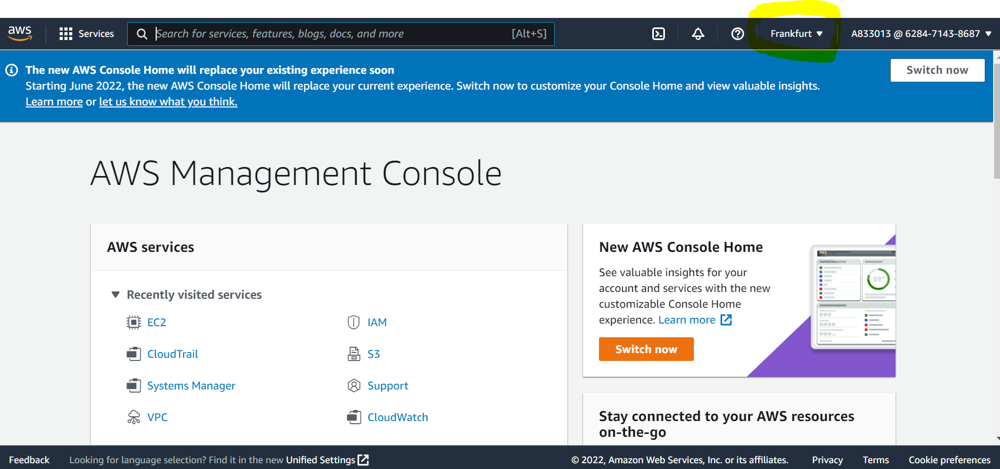 aws
Services
Search for services, features, blogs, docs, and more [Alt+S]
Frankfurt ▼
A833013 @ 6284-7143-8687 ▼
The new AWS Console Home will replace your existing experience soon
Switch now
Starting June 2022, the new AWS Console Home will replace your current experience. Switch now to customize your Console Home and view valuable insights.
Learn more or let us know what you think.
AWS Management Console
AWS services
▼ Recently visited services
EC2
IAM
CloudTrail
S3
Systems Manager
Support
VPC
CloudWatch
New AWS Console Home
See valuable insights for your
account and services with the new
customizable Console Home
experience. Learn more
Switch now
aws
Stay connected to your AWS resources
on-the-go
Feedback
Looking for language selection? Find it in the new Unified Settings
© 2022, Amazon Web Services, Inc. or its affiliates.
Privacy
Terms
Cookie preferences